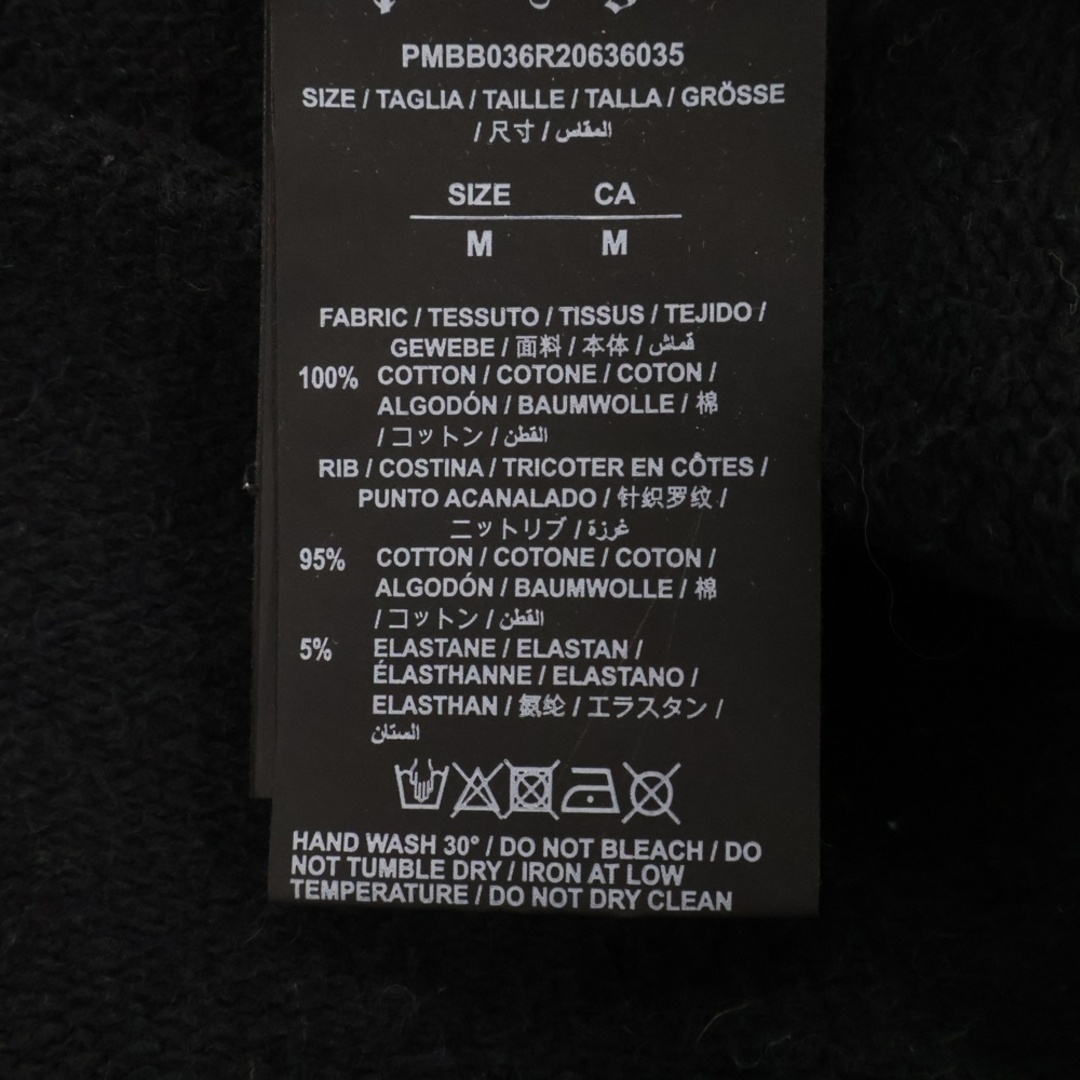 PMBB036R20636035
SIZE / TAGLIA / TAILLE / TALLA / GRÖSSE
/ 尺寸 / المقاس
SIZE CA
M M
FABRIC / TESSUTO / TISSUS / TEJIDO /
GEWEBE / 面料 / 本体 / قماش
100% COTTON / COTONE / COTON /
ALGODÓN / BAUMWOLLE / 棉
/ コットン / القطن
RIB / COSTINA / TRICOTER EN CÔTES /
PUNTO ACANALADO / 针织罗纹 /
ニットリブ / غرزة
95% COTTON / COTONE / COTON /
ALGODÓN / BAUMWOLLE / 棉
/ コットン / القطن
5% ELASTANE / ELASTAN /
ÉLASTHANNE / ELASTANO /
ELASTHAN / 氨纶 / エラスタン /
الستان
HAND WASH 30° / DO NOT BLEACH / DO
NOT TUMBLE DRY / IRON AT LOW
TEMPERATURE / DO NOT DRY CLEAN